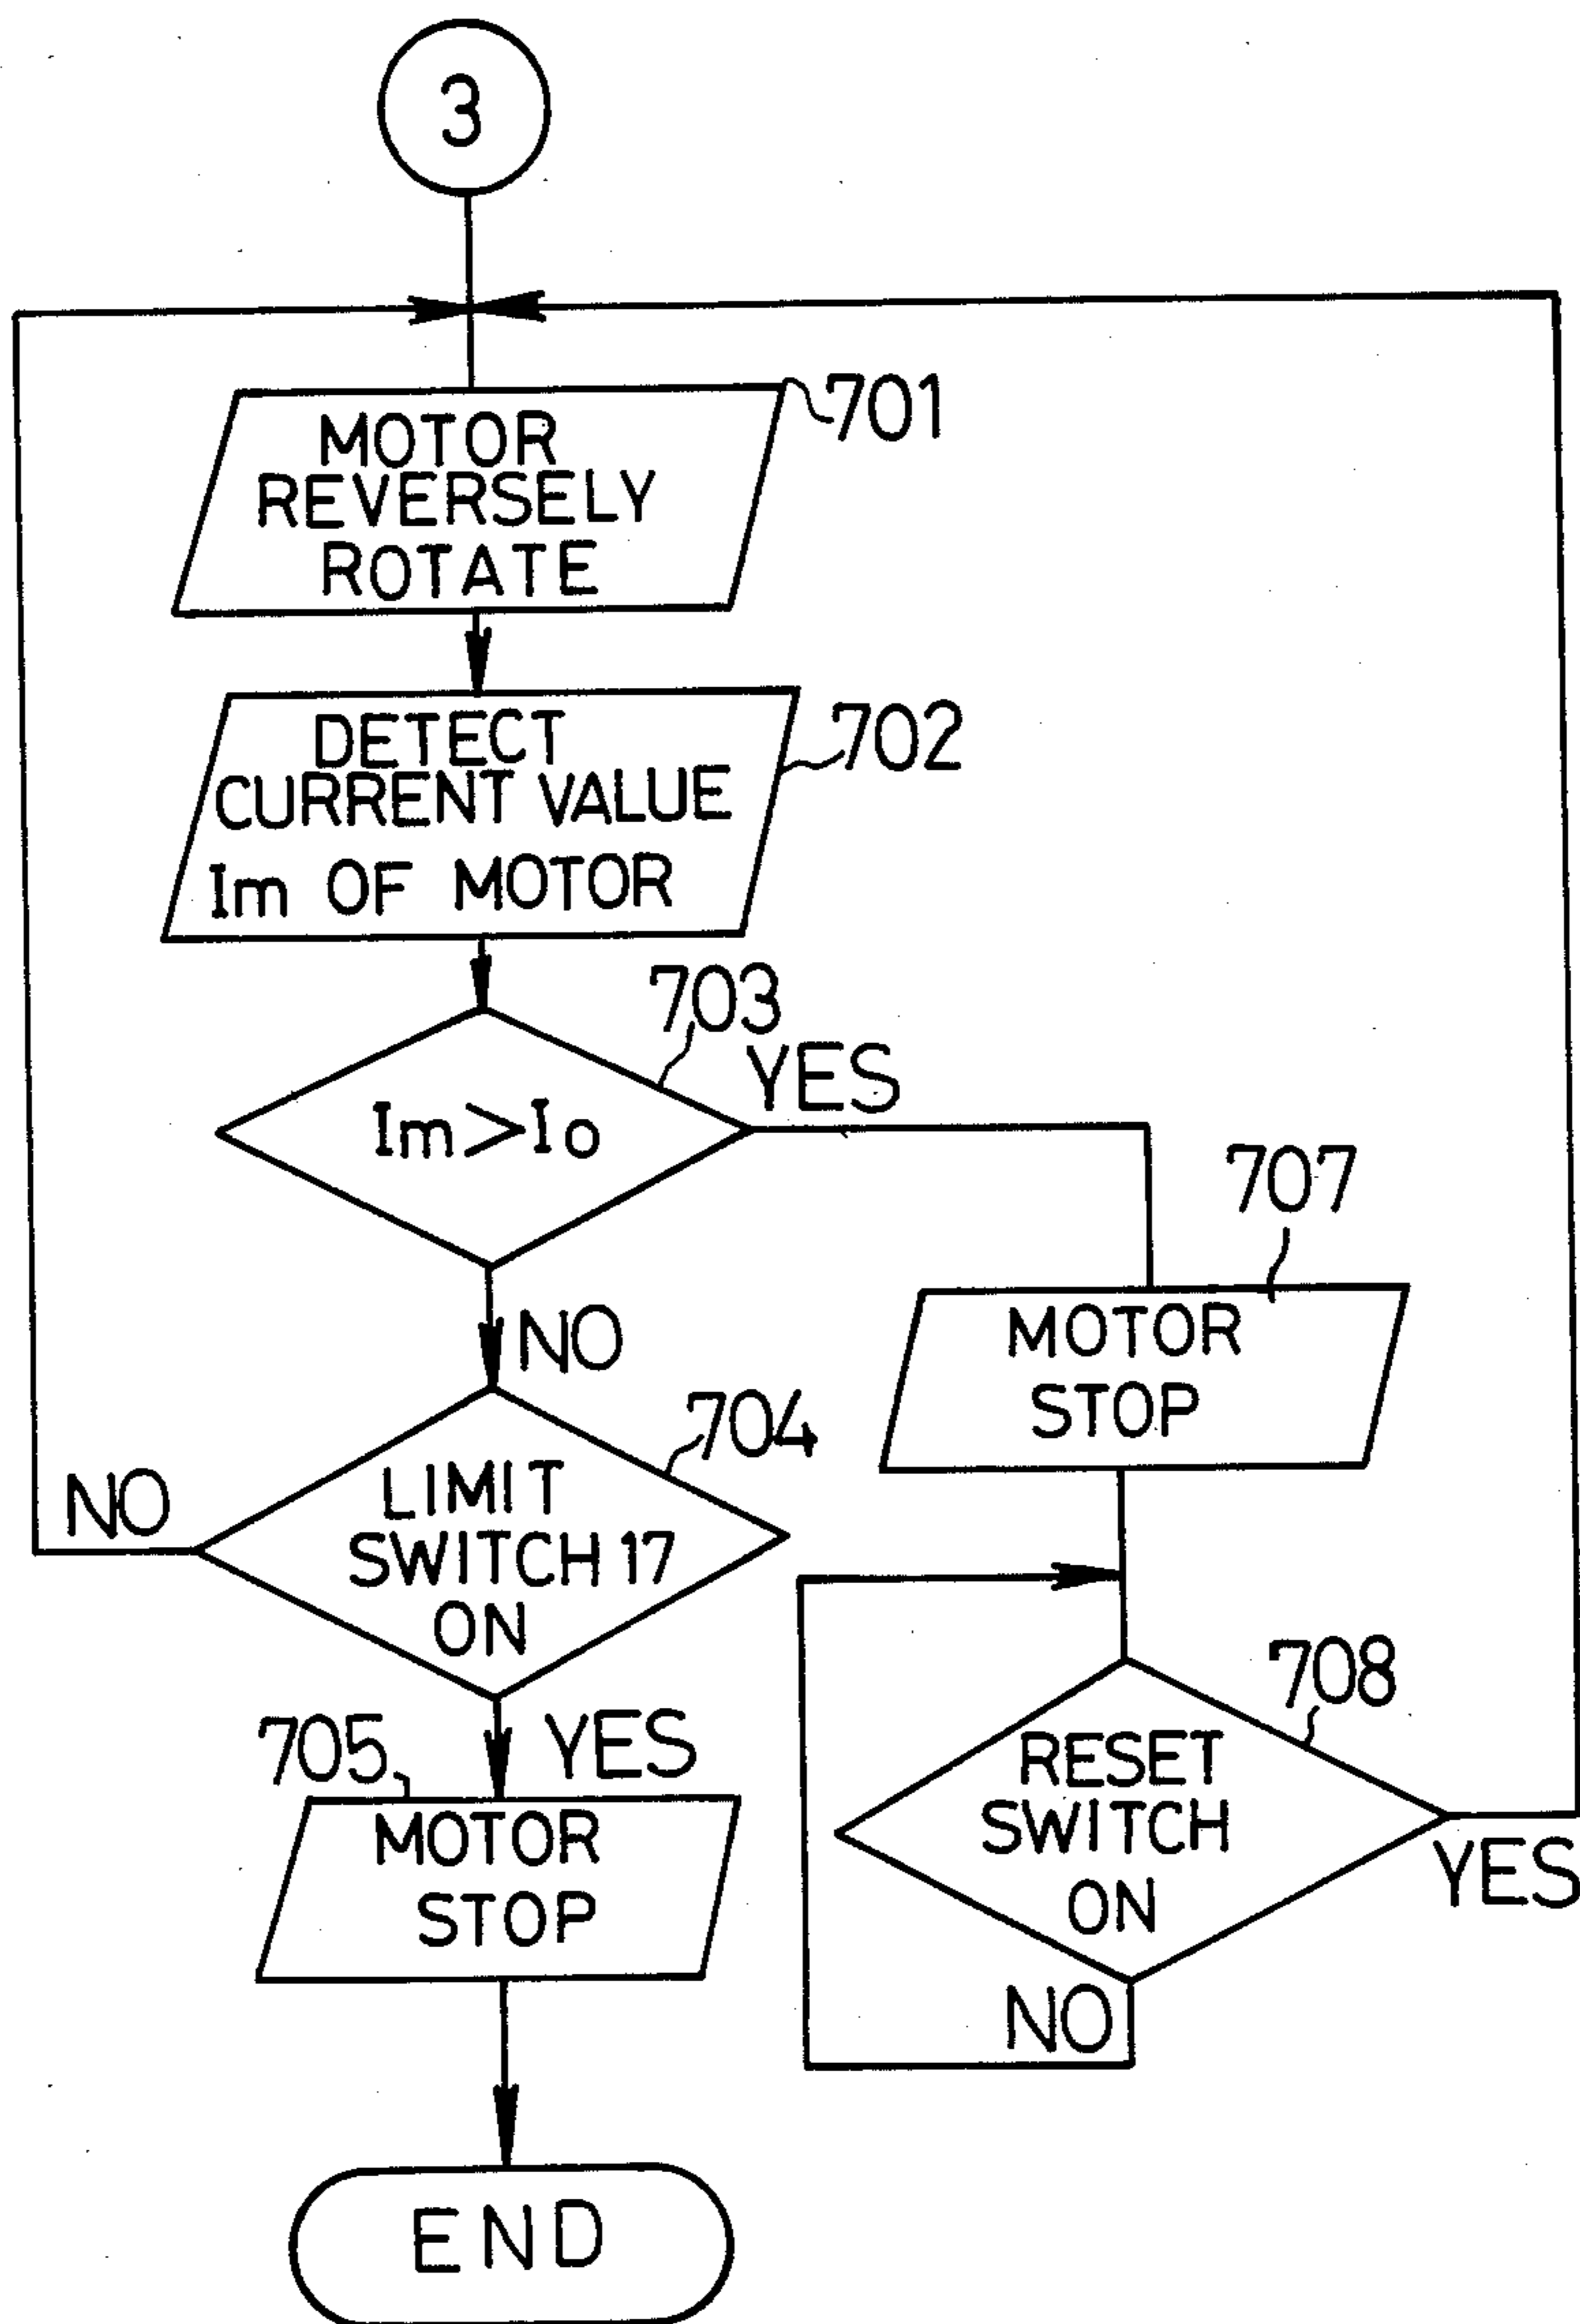 3
701
MOTOR
REVERSELY
ROTATE
702
DETECT
CURRENT VALUE
Im OF MOTOR
703
YES
Im>Io
707
NO
MOTOR
STOP
704
NO
LIMIT
SWITCH 17
ON
708
705
YES
RESET
SWITCH
ON
YES
MOTOR
STOP
NO
END